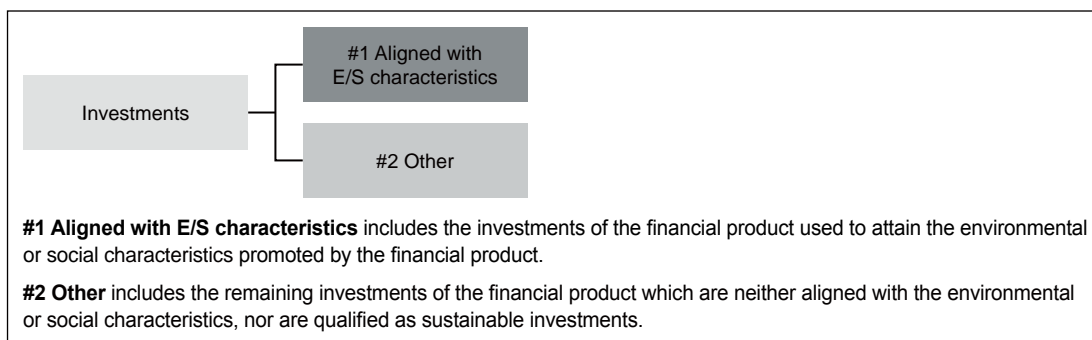 #1 Aligned with
E/S characteristics
Investments
#2 Other
#1 Aligned with E/S characteristics includes the investments of the financial product used to attain the environmental
or social characteristics promoted by the financial product.
#2 Other includes the remaining investments of the financial product which are neither aligned with the environmental
or social characteristics, nor are qualified as sustainable investments.